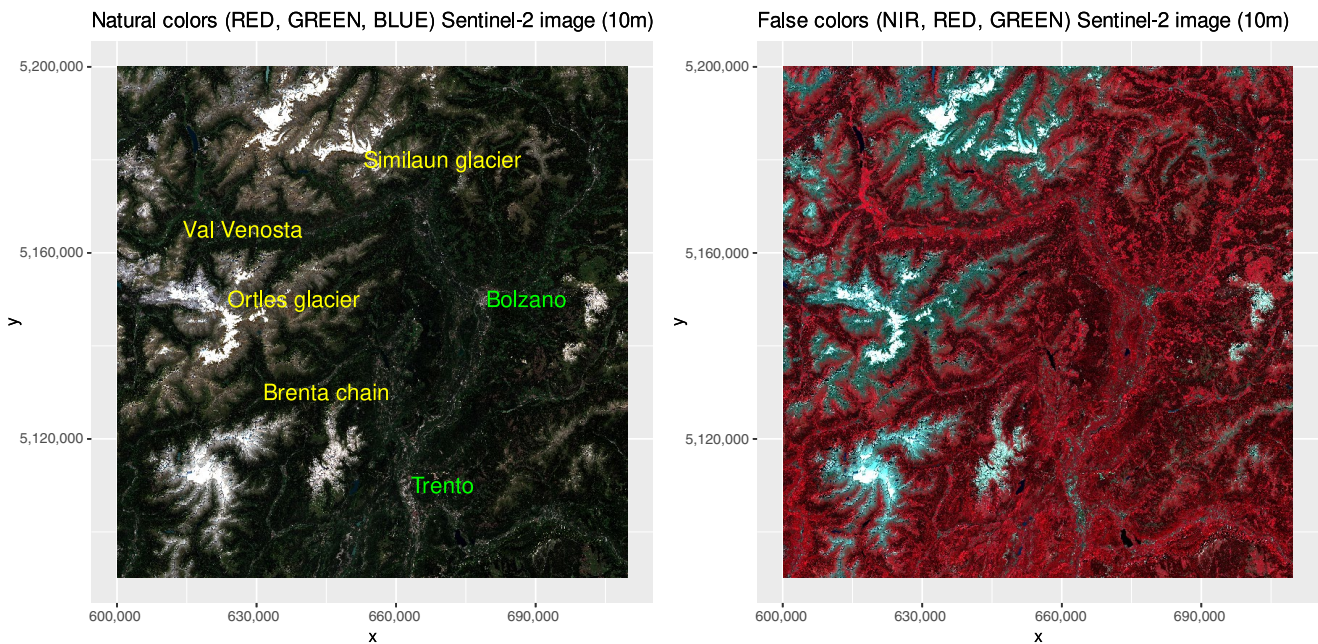 Natural colors (RED, GREEN, BLUE) Sentinel-2 image (10m)
5,200,000
5,160,000
5,120,000
y
Similaun glacier
Val Venosta
Ortles glacier
Bolzano
Brenta chain
Trento
600,000
630,000
660,000
690,000
x
False colors (NIR, RED, GREEN) Sentinel-2 image (10m)
5,200,000
5,160,000
5,120,000
y
600,000
630,000
660,000
690,000
x